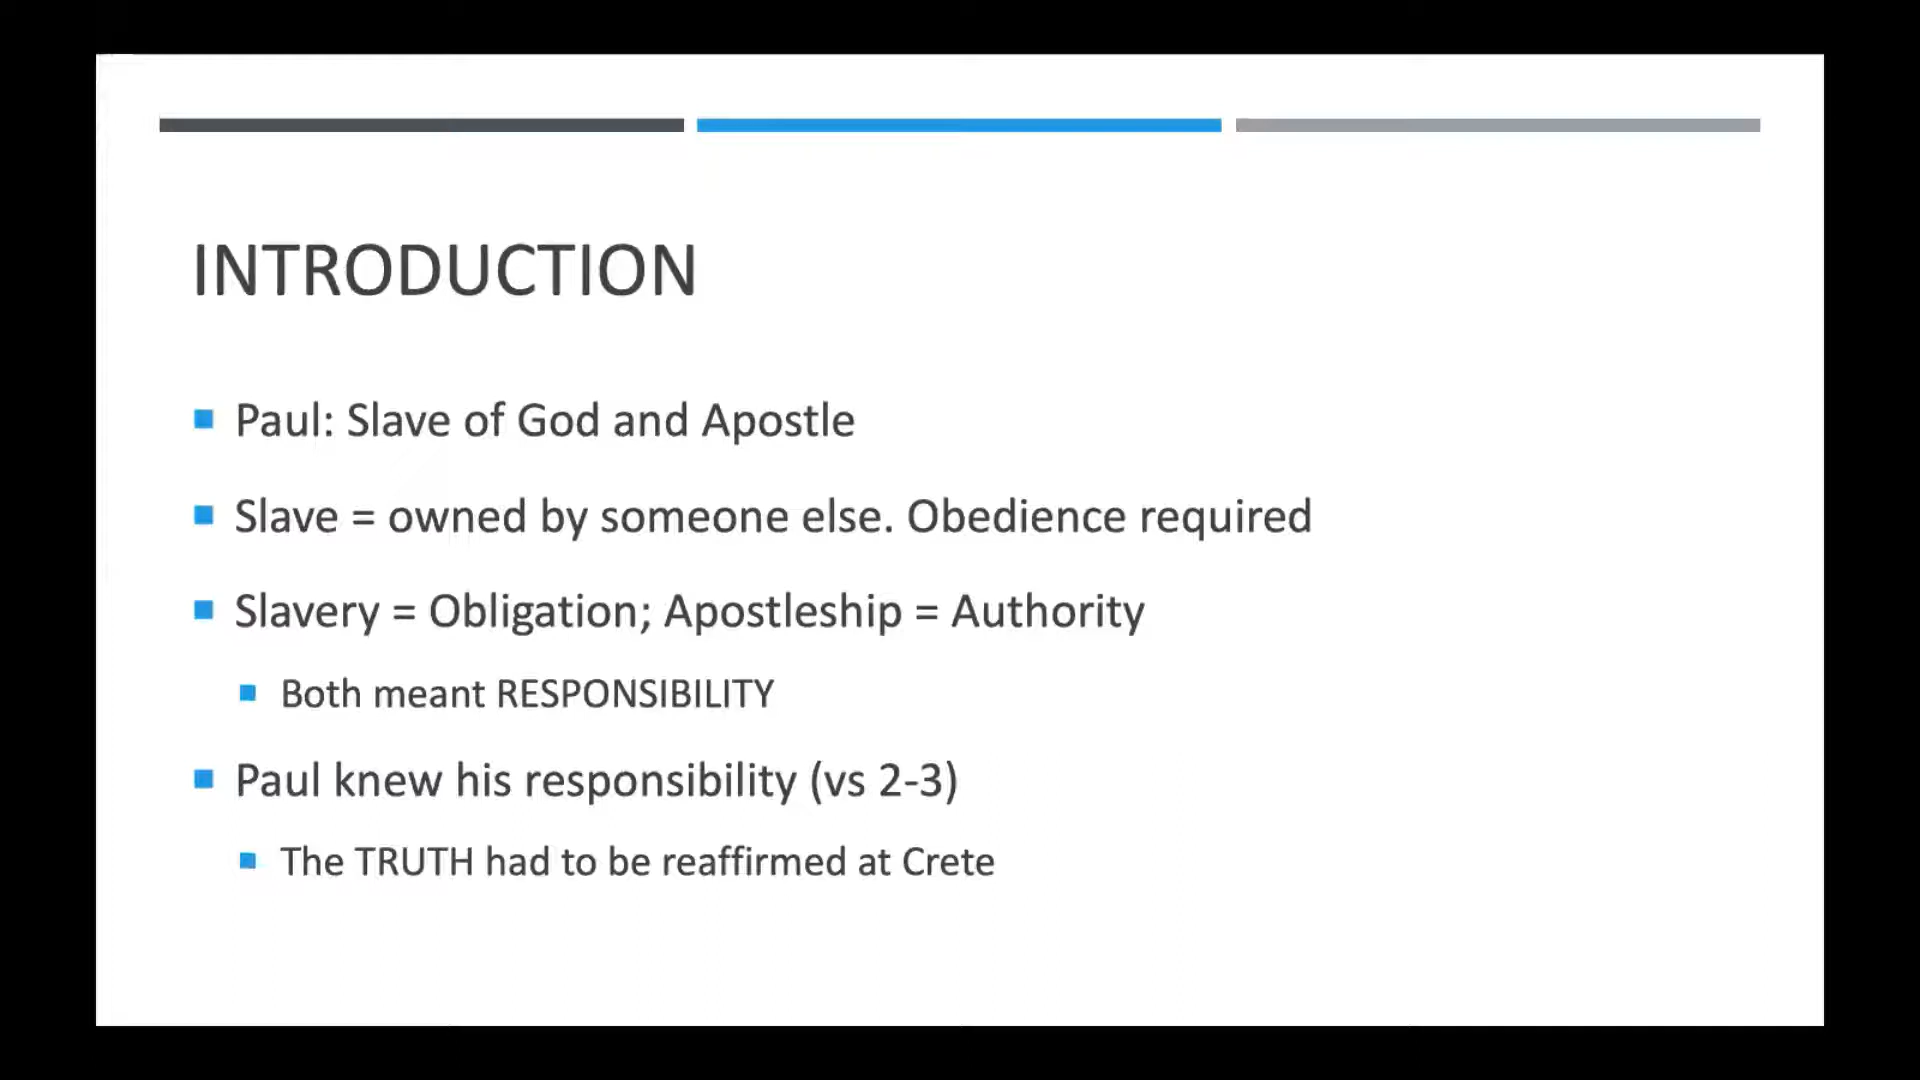 INTRODUCTION
Paul: Slave of God and Apostle
Slave = owned by someone else. Obedience required
Slavery = Obligation; Apostleship = Authority
Both meant RESPONSIBILITY
Paul knew his responsibility (vs 2-3)
The TRUTH had to be reaffirmed at Crete